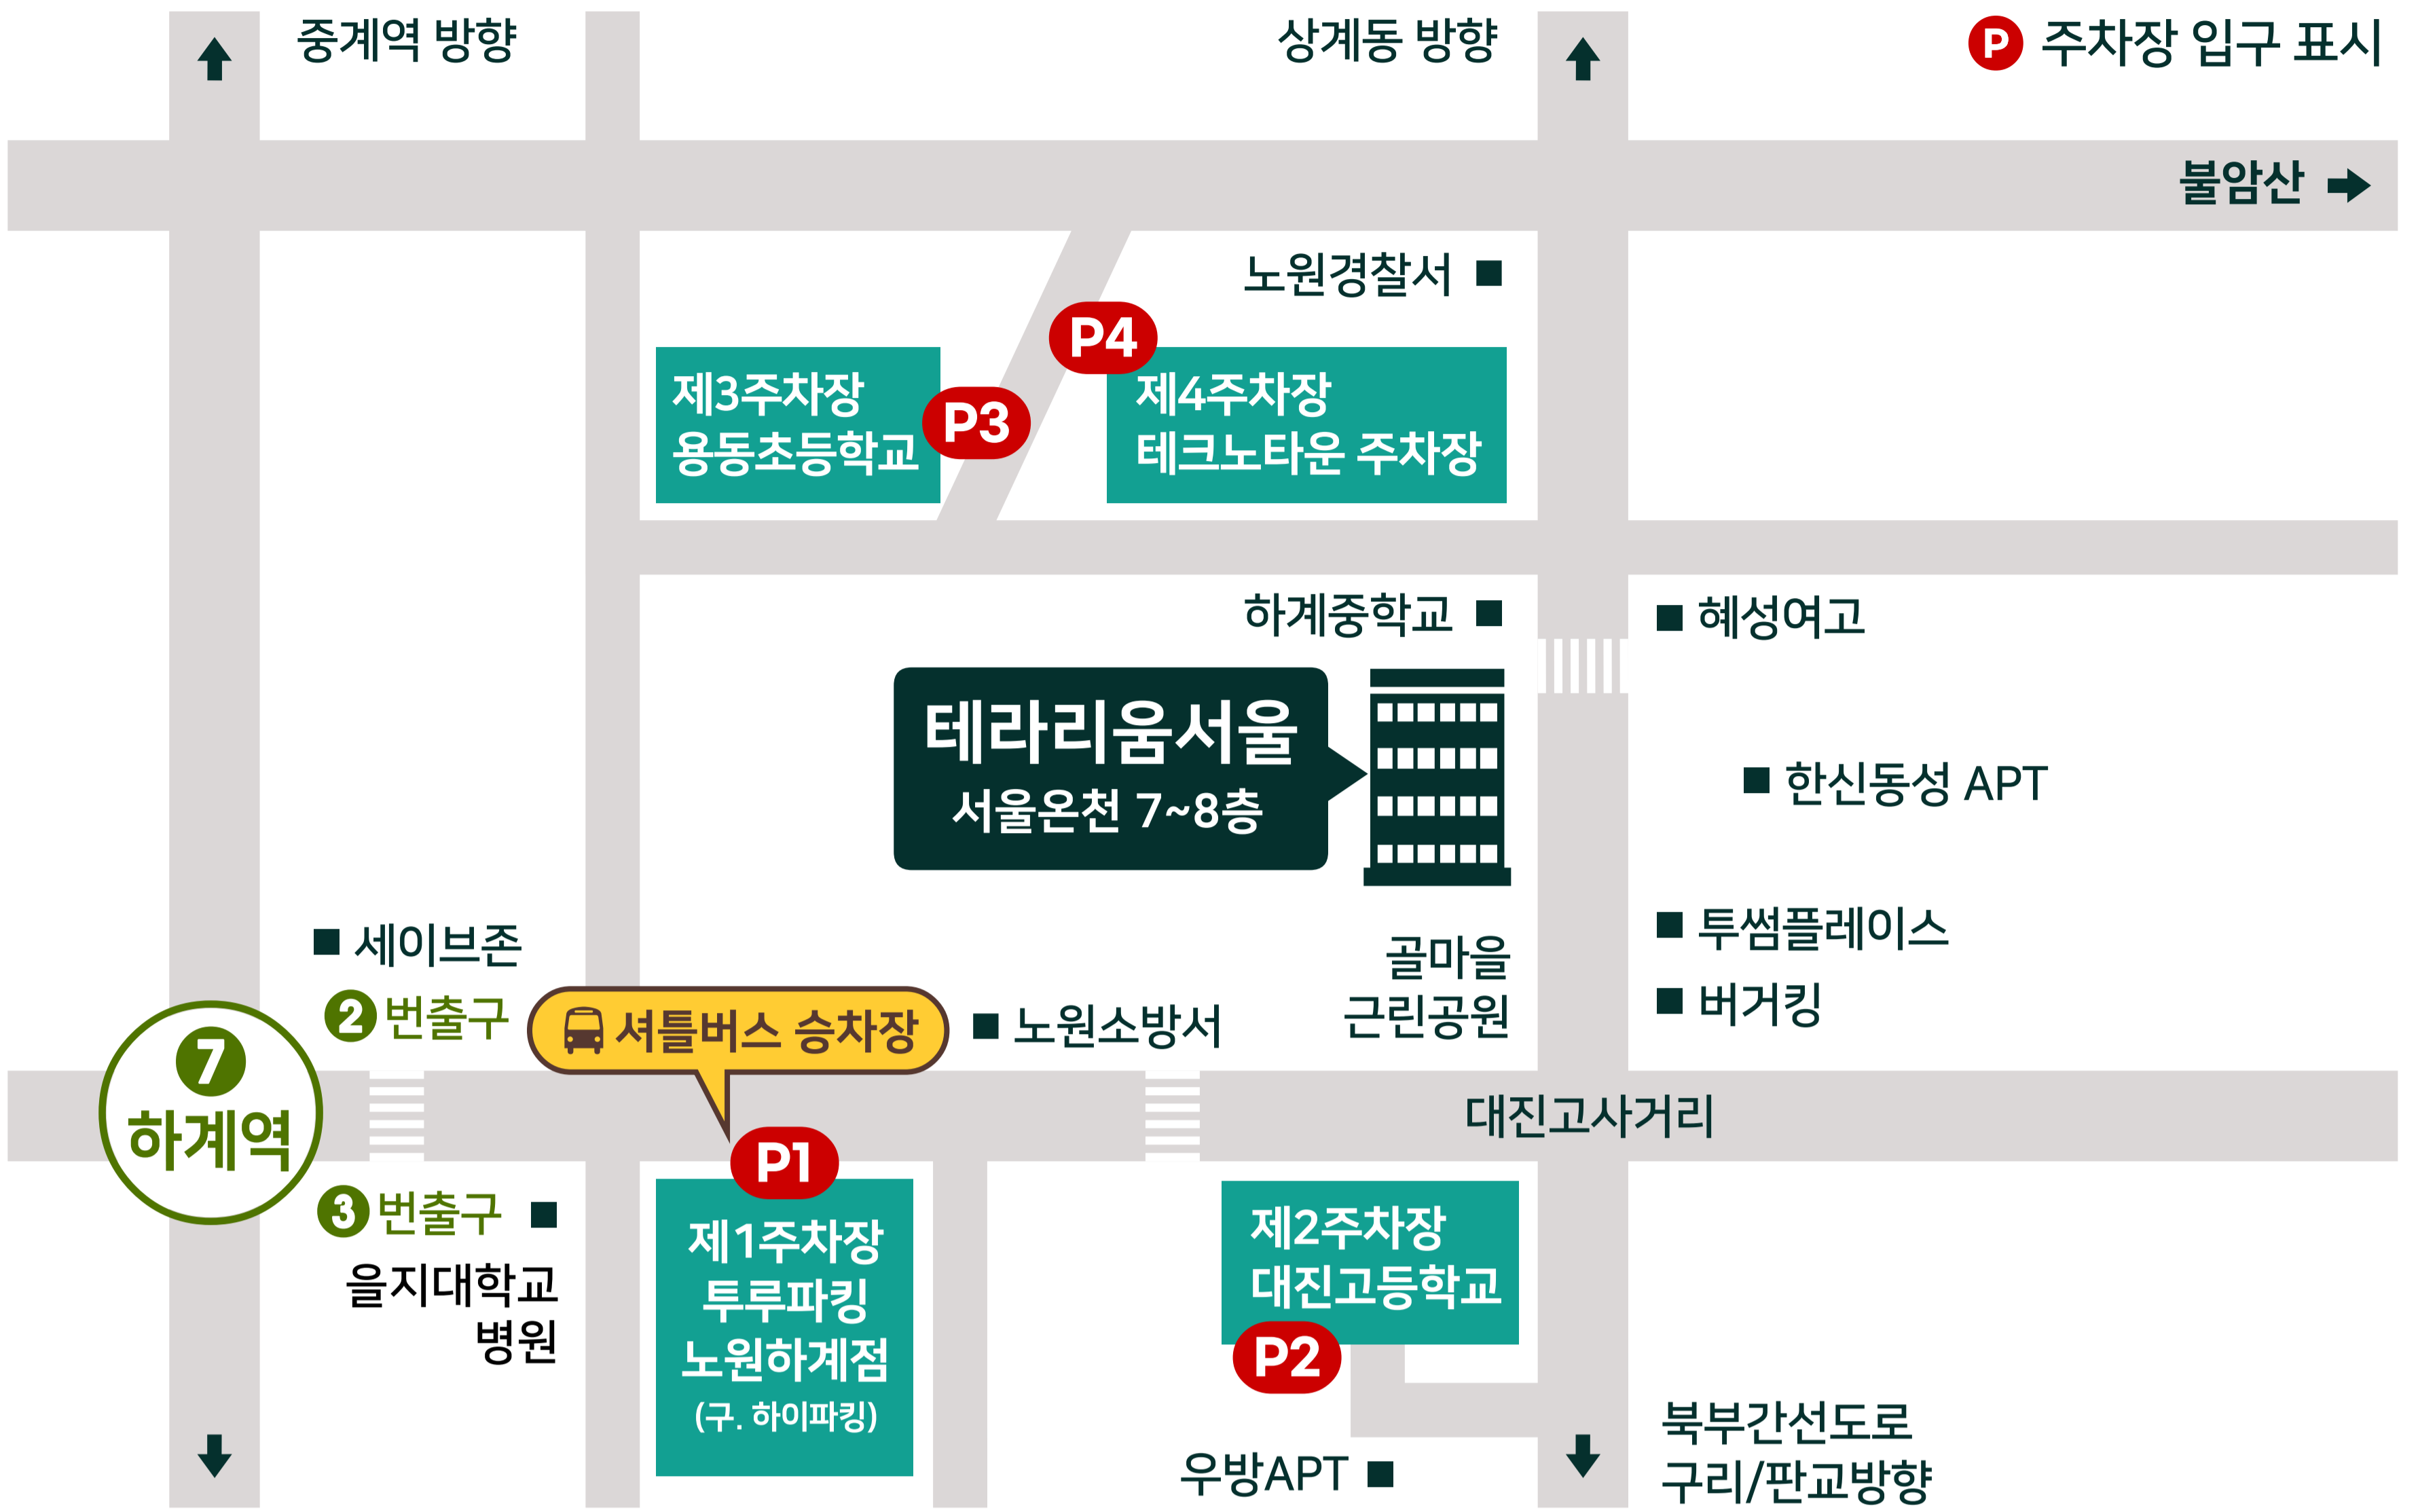 중계역 방향
상계동 방향
P 주차장 입구 표시
불암산
노원경찰서
P4
제3주차장
용동초등학교
P3
제4주차장
테크노타운 주차장
하계중학교
혜성여고
테라리움서울
서울온천 7~8층
한신동성 APT
세이브존
투썸플레이스
골마을
근린공원
버거킹
2 번출구
셔틀버스 승차장
노원소방서
7
하계역
대진고사거리
P1
3 번출구
을지대학교
병원
제1주차장
투루파킹
노원하계점
(구. 하이파킹)
제2주차장
대진고등학교
P2
우방APT
북부간선도로
구리/판교방향